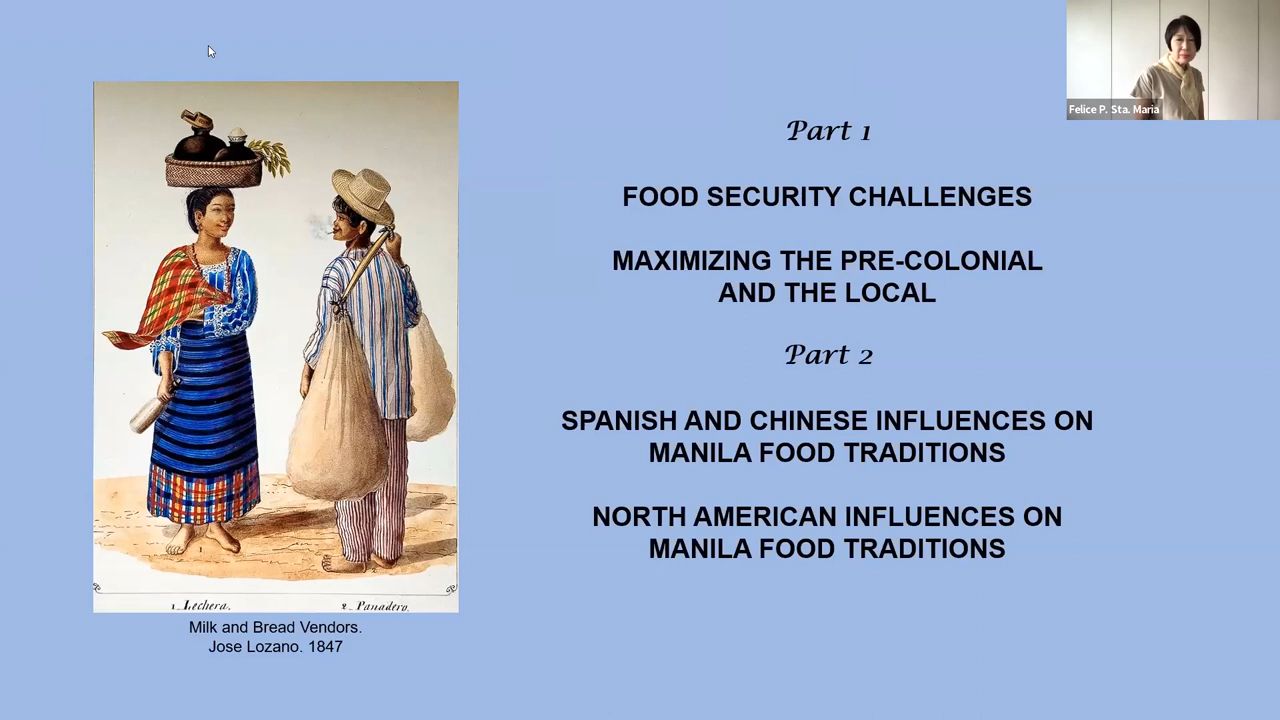 Felice P. Sta. Maria
Part 1
FOOD SECURITY CHALLENGES
MAXIMIZING THE PRE-COLONIAL
AND THE LOCAL
Part 2
SPANISH AND CHINESE INFLUENCES ON
MANILA FOOD TRADITIONS
NORTH AMERICAN INFLUENCES ON
MANILA FOOD TRADITIONS
1 Lechera. 2 Panadero.
Milk and Bread Vendors.
Jose Lozano. 1847